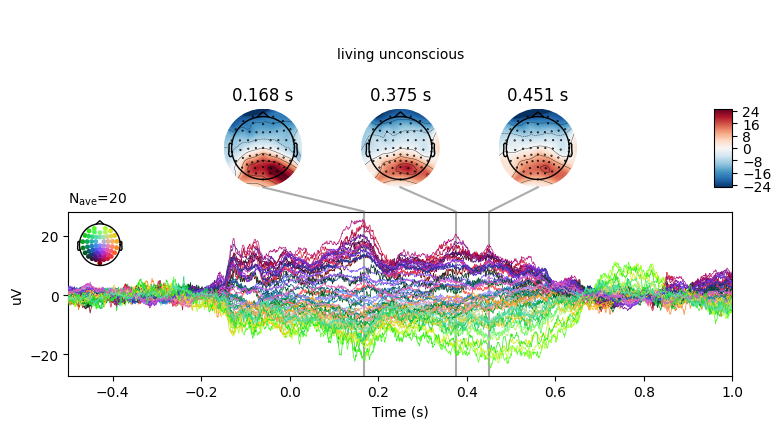 living unconscious
0.168 s 0.375 s 0.451 s
24
16
8
0
−8
−16
−24
Nave=20
20
0
−20
uV
−0.4 −0.2 0.0 0.2 0.4 0.6 0.8 1.0
Time (s)